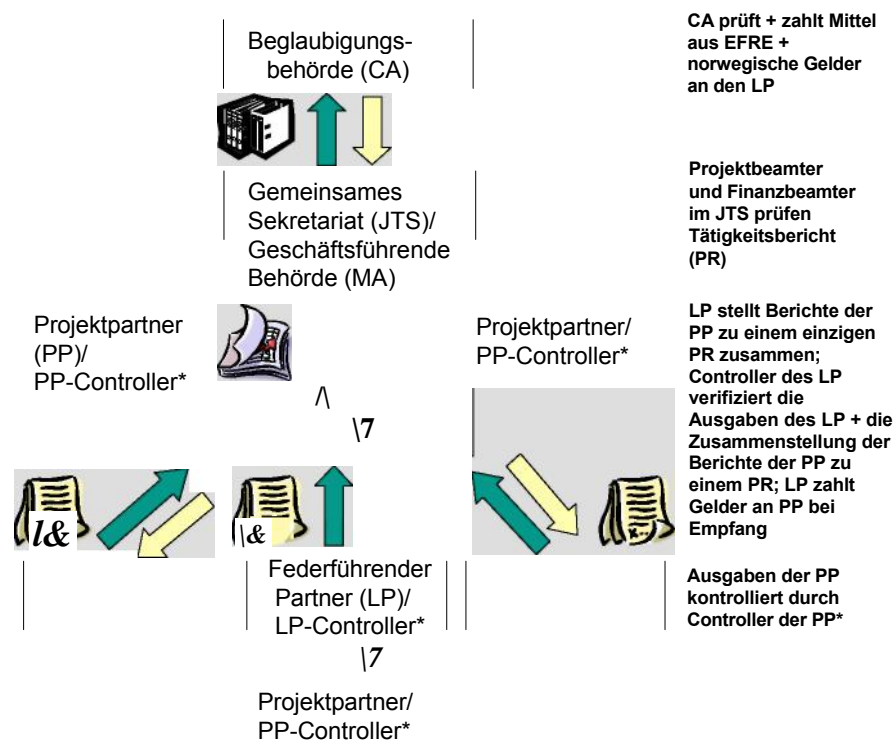 Beglaubigungs-
behörde (CA)
CA prüft + zahlt Mittel
aus EFRE +
norwegische Gelder
an den LP
Gemeinsames
Sekretariat (JTS)/
Geschäftsführende
Behörde (MA)
Projektbeamter
und Finanzbeamter
im JTS prüfen
Tätigkeitsbericht
(PR)
Projektpartner
(PP)/
PP-Controller*
Projektpartner/
PP-Controller*
LP stellt Berichte der
PP zu einem einzigen
PR zusammen;
Controller des LP
verifiziert die
Ausgaben des LP + die
Zusammenstellung der
Berichte der PP zu
einem PR; LP zahlt
Gelder an PP bei
Empfang
/\
\7
l&
\&
Federführender
Partner (LP)/
LP-Controller*
\7
Ausgaben der PP
kontrolliert durch
Controller der PP*
Projektpartner/
PP-Controller*